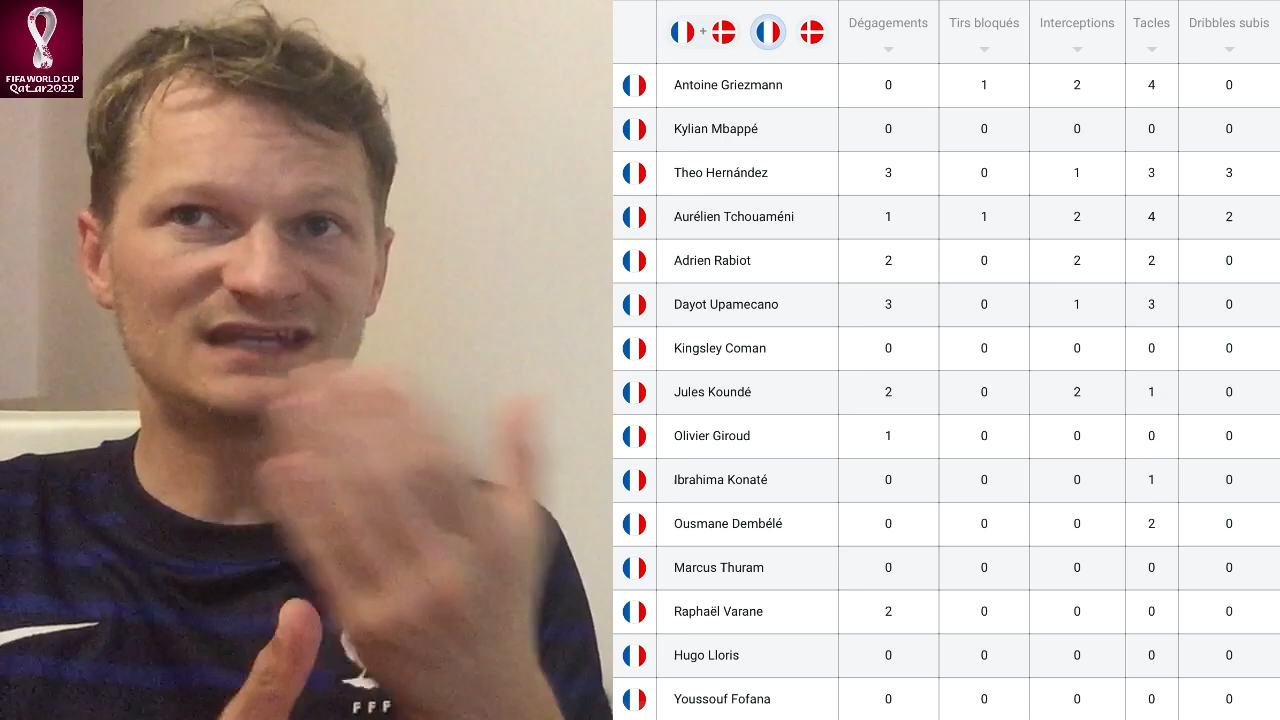 FIFA WORLD CUP
Qatar2022
FFF
+ Dégagements Tirs bloqués Interceptions Tacles Dribbles subis
Antoine Griezmann 0 1 2 4 0
Kylian Mbappé 0 0 0 0 0
Theo Hernández 3 0 1 3 3
Aurélien Tchouaméni 1 1 2 4 2
Adrien Rabiot 2 0 2 2 0
Dayot Upamecano 3 0 1 3 0
Kingsley Coman 0 0 0 0 0
Jules Koundé 2 0 2 1 0
Olivier Giroud 1 0 0 0 0
Ibrahima Konaté 0 0 0 1 0
Ousmane Dembélé 0 0 0 2 0
Marcus Thuram 0 0 0 0 0
Raphaël Varane 2 0 0 0 0
Hugo Lloris 0 0 0 0 0
Youssouf Fofana 0 0 0 0 0